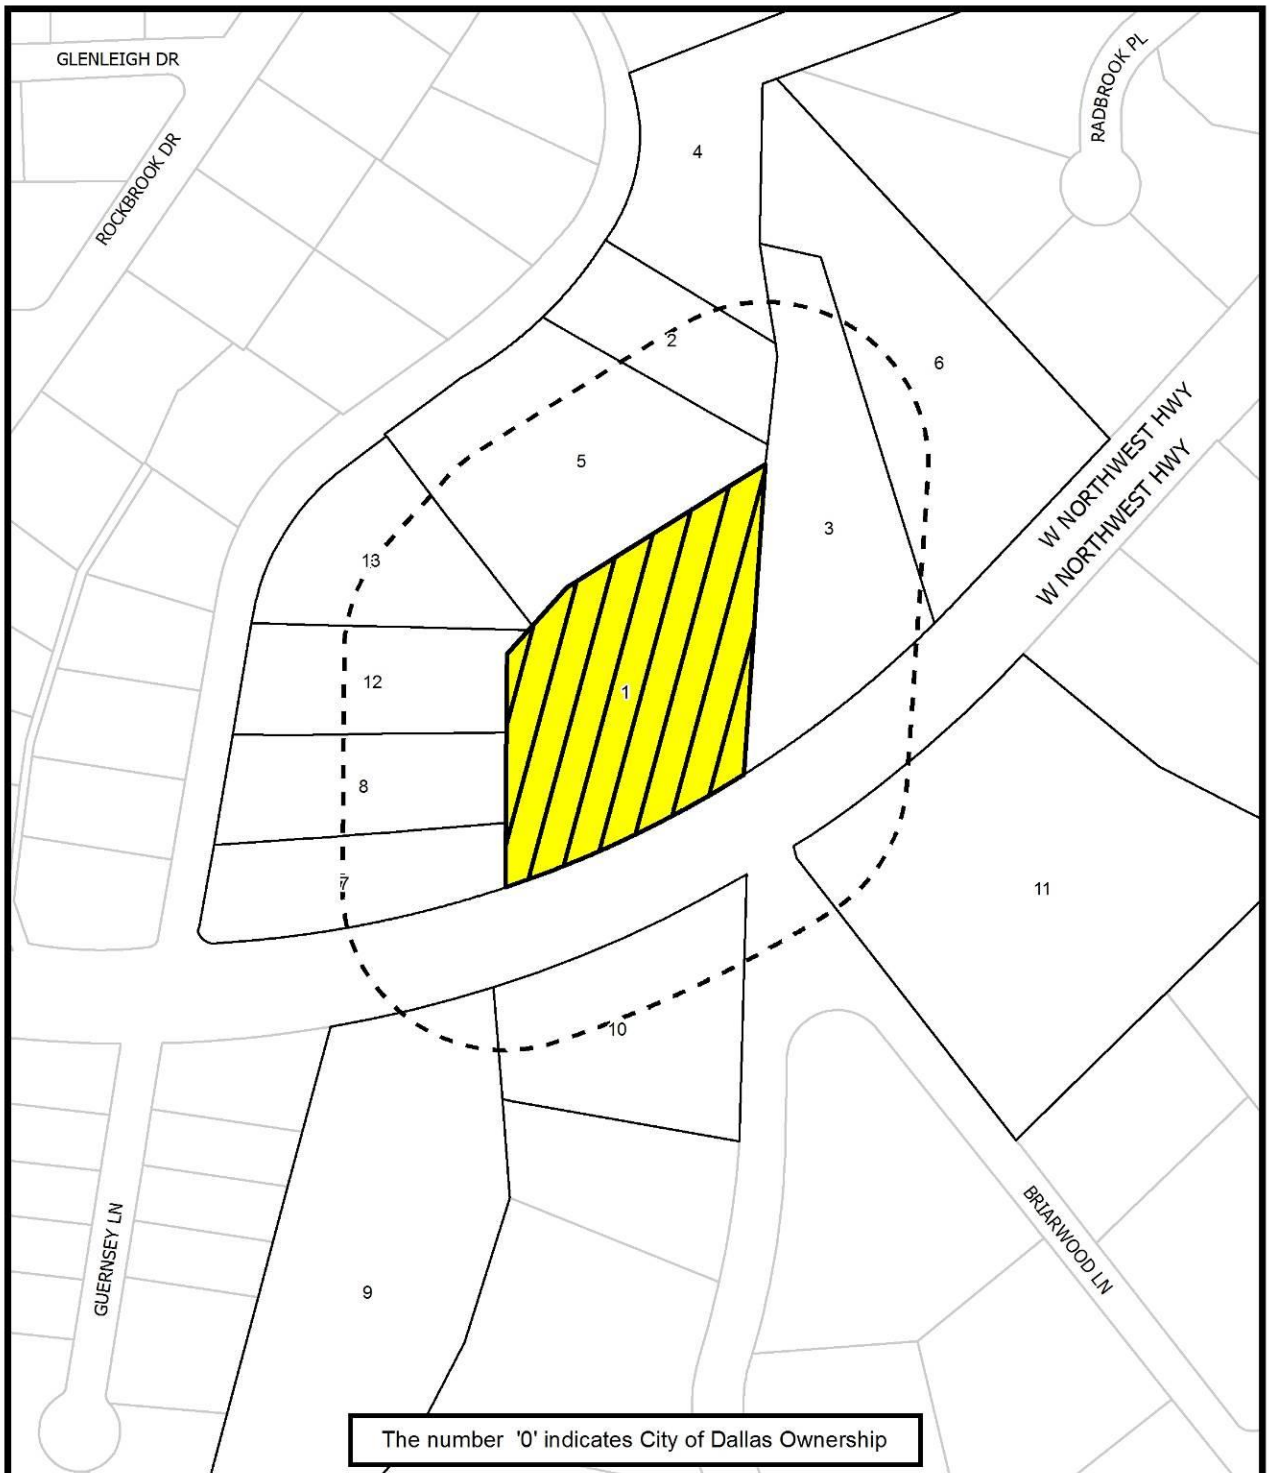 GLENLEIGH DR
RADBROOK PL
ROCKBROOK DR
4
2
6
W NORTHWEST HWY
W NORTHWEST HWY
5
3
13
12
1
8
7
11
10
BRIARWOOD LN
GUERNSEY LN
9
The number '0' indicates City of Dallas Ownership